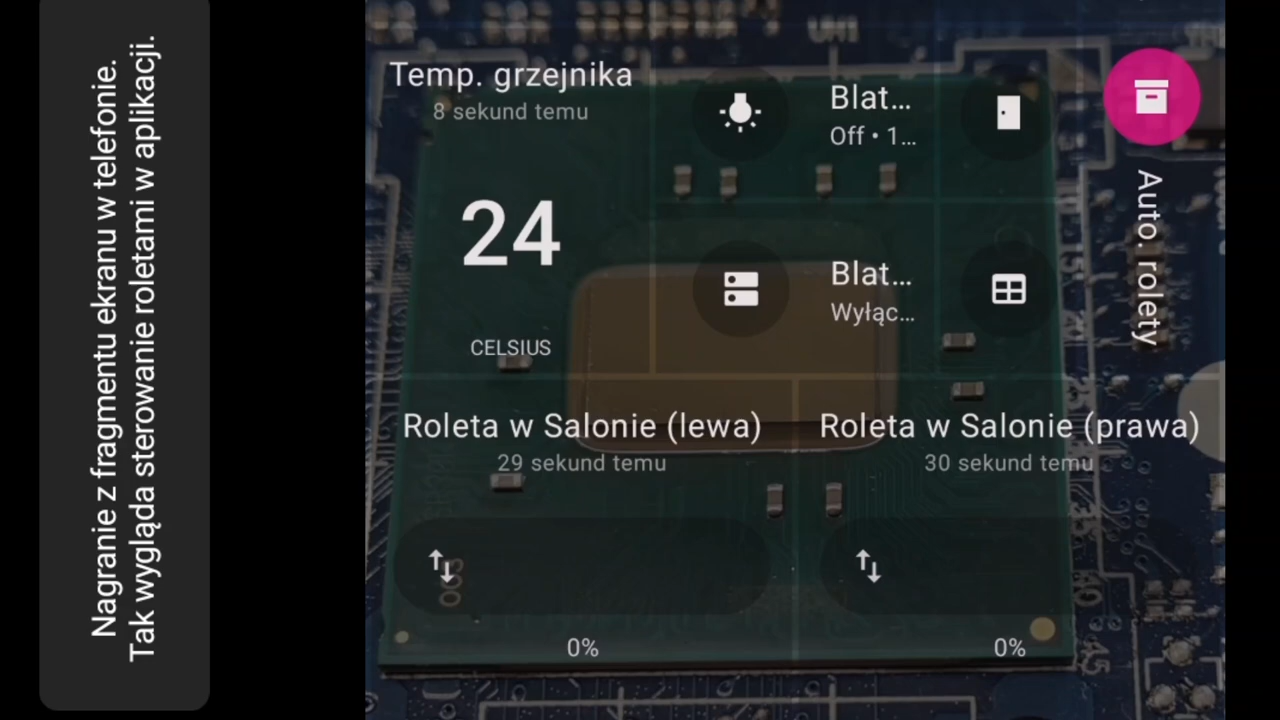 Nagranie z fragmentu ekranu w telefonie.
Tak wygląda sterowanie roletami w aplikacji.
Temp. grzejnika
8 sekund temu
24
CELSIUS
Blat...
Off • 1...
Blat...
Wyłąc...
Auto. rolety
Roleta w Salonie (lewa)
29 sekund temu
0%
Roleta w Salonie (prawa)
30 sekund temu
0%